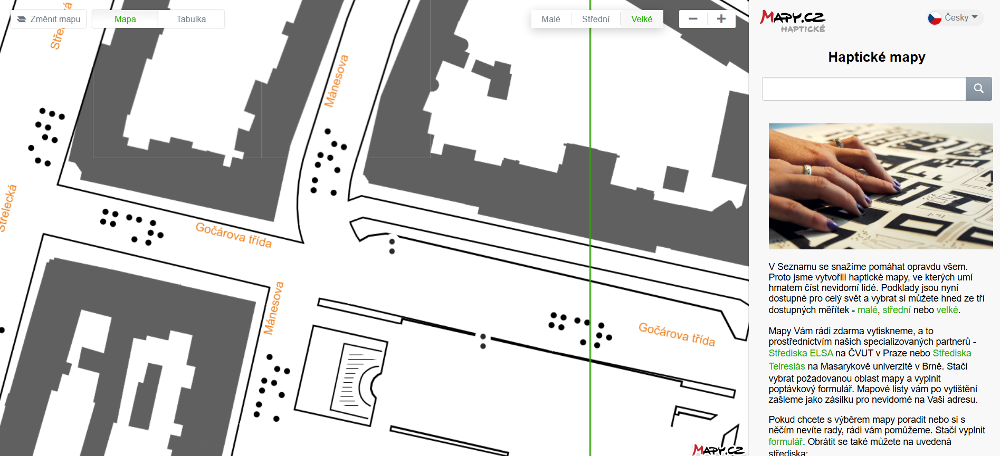 Změnit mapu
Mapa
Tabulka
Malé
Střední
Velké
Mánesova
Střelecká
Gočárova třída
Mánesova
Gočárova třída
Mapy.cz
Mapy.cz
HAPTICKÉ
Česky
Haptické mapy
V Seznamu se snažíme pomáhat opravdu všem.
Proto jsme vytvořili haptické mapy, ve kterých umí
hmatem číst nevidomí lidé. Podklady jsou nyní
dostupné pro celý svět a vybrat si můžete hned ze tří
dostupných měřítek - malé, střední nebo velké.
Mapy Vám rádi zdarma vytiskneme, a to
prostřednictvím našich specializovaných partnerů -
Střediska ELSA na ČVUT v Praze nebo Střediska
Teiresiás na Masarykově univerzitě v Brně. Stačí
vybrat požadovanou oblast mapy a vyplnit
poptávkový formulář. Mapové listy vám po vytištění
zašleme jako zásilku pro nevidomé na Vaši adresu.
Pokud chcete s výběrem mapy poradit nebo si s
něčím nevíte rady, rádi vám pomůžeme. Stačí vyplnit
formulář. Obrátit se také můžete na uvedená
střediska: